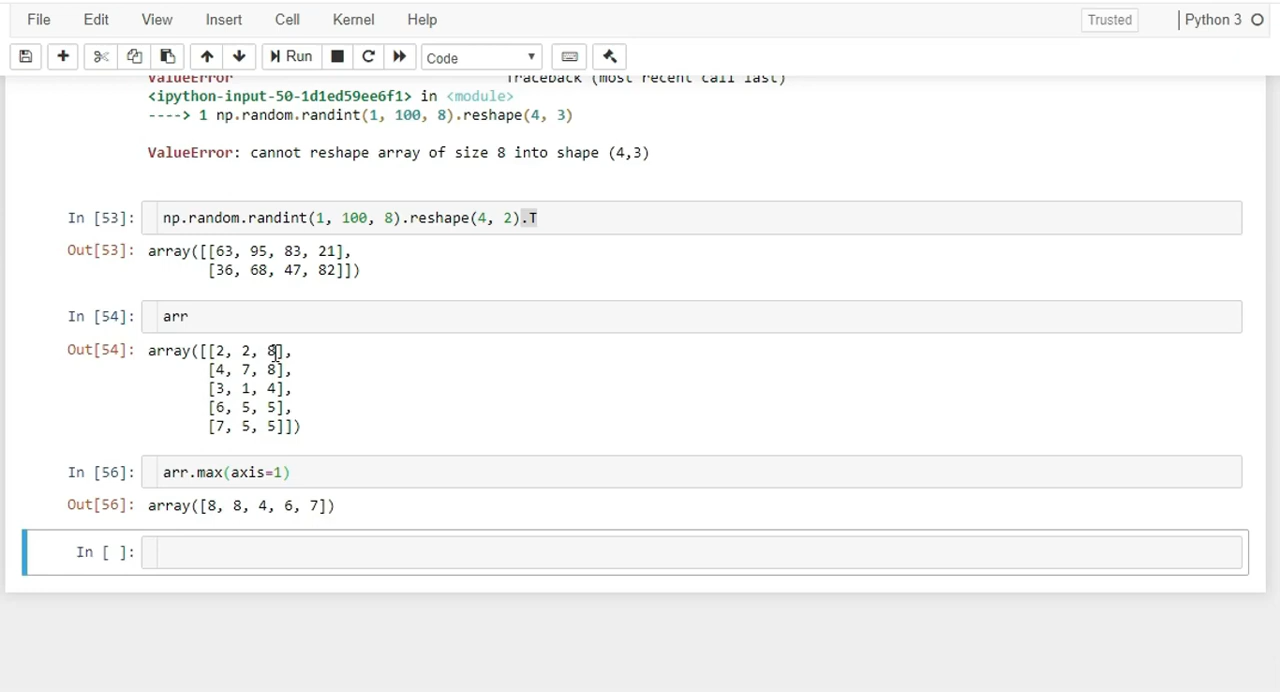 File Edit View Insert Cell Kernel Help Trusted Python 3
Run Code
ValueError Traceback (most recent call last)
<ipython-input-50-1d1ed59ee6f1> in <module>
----> 1 np.random.randint(1, 100, 8).reshape(4, 3)
ValueError: cannot reshape array of size 8 into shape (4,3)
In [53]: np.random.randint(1, 100, 8).reshape(4, 2).T
Out[53]: array([[63, 95, 83, 21],
[36, 68, 47, 82]])
In [54]: arr
Out[54]: array([[2, 2, 8],
[4, 7, 8],
[3, 1, 4],
[6, 5, 5],
[7, 5, 5]])
In [56]: arr.max(axis=1)
Out[56]: array([8, 8, 4, 6, 7])
In [ ]: